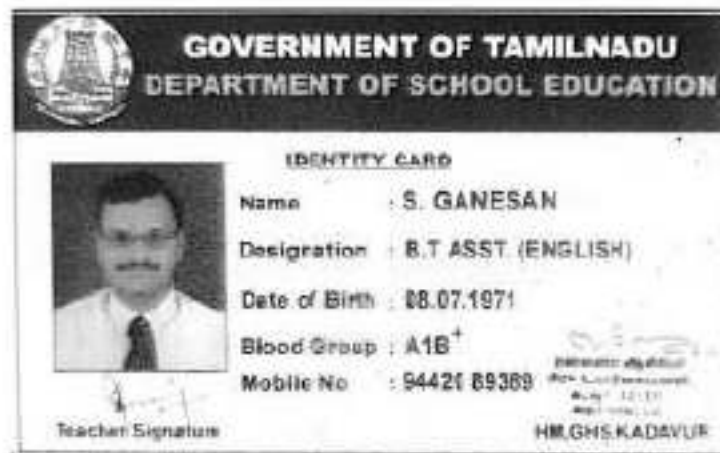 GOVERNMENT OF TAMILNADU
DEPARTMENT OF SCHOOL EDUCATION
IDENTITY CARD
Name : S. GANESAN
Designation : B.T ASST. (ENGLISH)
Date of Birth : 08.07.1971
Blood Group : A1B+
Mobile No : 94420 89389
Teacher Signature
HM,GHS,KADAVUR